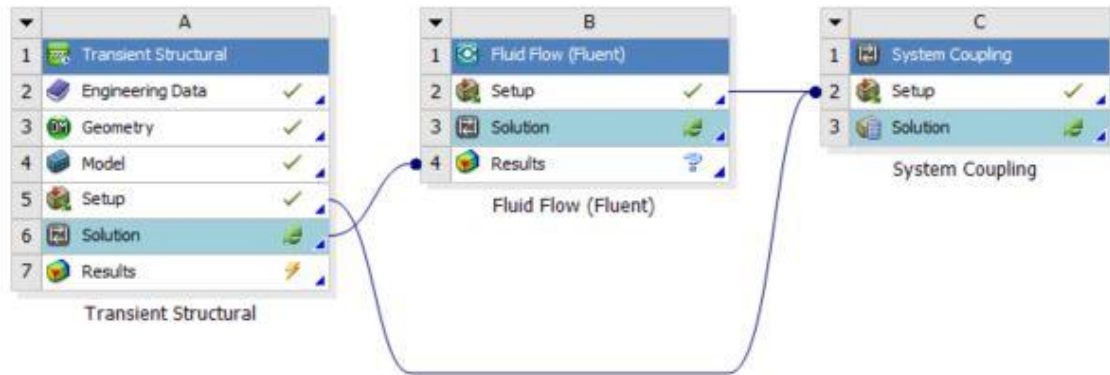 A
1 Transient Structural
2 Engineering Data
3 Geometry
4 Model
5 Setup
6 Solution
7 Results
Transient Structural
B
1 Fluid Flow (Fluent)
2 Setup
3 Solution
4 Results
Fluid Flow (Fluent)
C
1 System Coupling
2 Setup
3 Solution
System Coupling